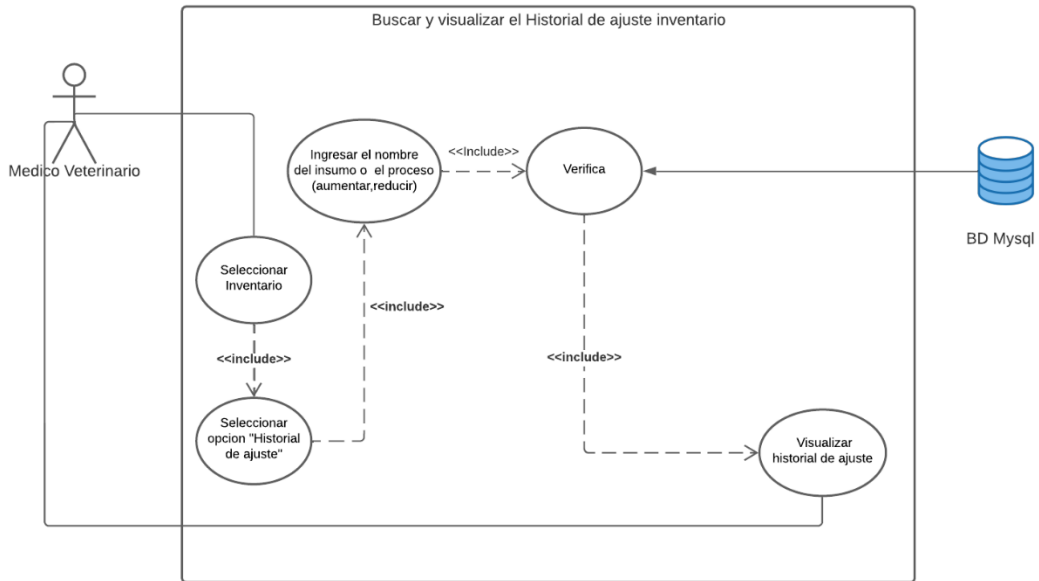 Buscar y visualizar el Historial de ajuste inventario
Medico Veterinario
Ingresar el nombre
del insumo o el proceso
(aumentar,reducir)
<<Include>>
Verifica
BD Mysql
Seleccionar
Inventario
<<include>>
<<include>>
<<include>>
Seleccionar
opcion "Historial
de ajuste"
Visualizar
historial de ajuste